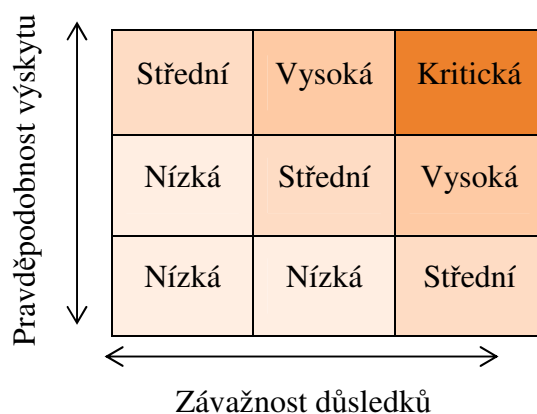 Pravděpodobnost výskytu
Střední Vysoká Kritická
Nízká Střední Vysoká
Nízká Nízká Střední
Závažnost důsledků